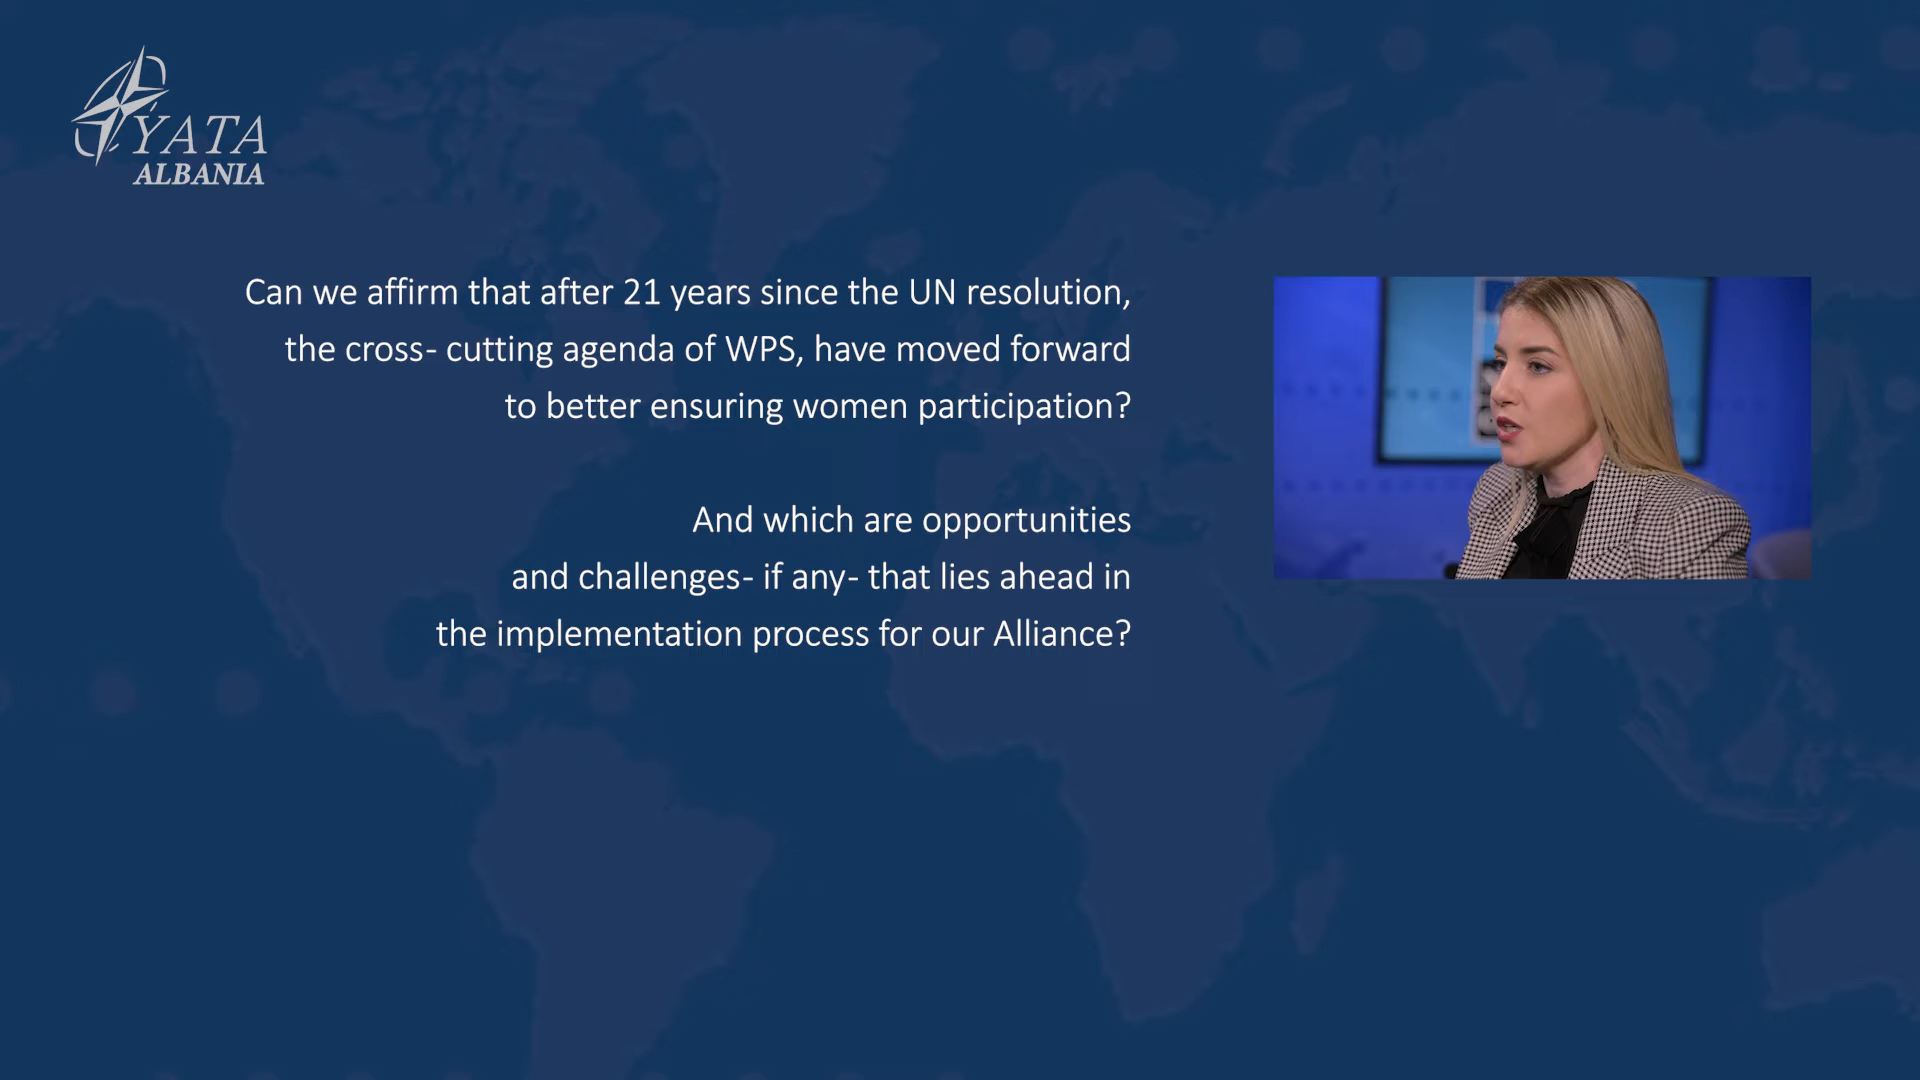 YATA
ALBANIA
Can we affirm that after 21 years since the UN resolution,
the cross- cutting agenda of WPS, have moved forward
to better ensuring women participation?
And which are opportunities
and challenges- if any- that lies ahead in
the implementation process for our Alliance?